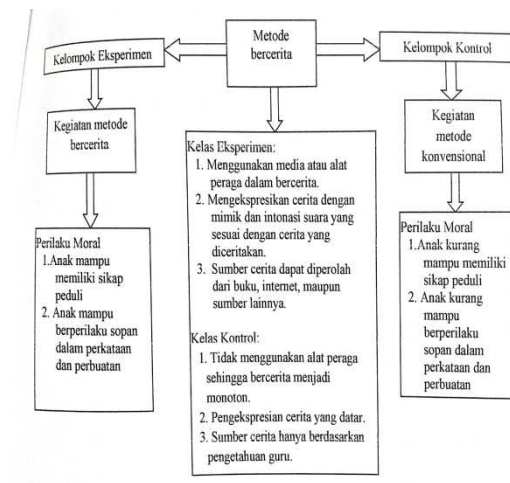 Metode
bercerita
Kelompok Eksperimen
Kelompok Kontrol
Kegiatan metode
bercerita
Kegiatan
metode
konvensional
Kelas Eksperimen:
1. Menggunakan media atau alat
peraga dalam bercerita.
2. Mengekspresikan cerita dengan
mimik dan intonasi suara yang
sesuai dengan cerita yang
diceritakan.
3. Sumber cerita dapat diperolah
dari buku, internet, maupun
sumber lainnya.
Kelas Kontrol:
1. Tidak menggunakan alat peraga
sehingga bercerita menjadi
monoton.
2. Pengekspresian cerita yang datar.
3. Sumber cerita hanya berdasarkan
pengetahuan guru.
Perilaku Moral
1.Anak mampu
memiliki sikap
peduli
2. Anak mampu
berperilaku sopan
dalam perkataan
dan perbuatan
Perilaku Moral
1.Anak kurang
mampu memiliki
sikap peduli
2. Anak kurang
mampu
berperilaku
sopan dalam
perkataan dan
perbuatan